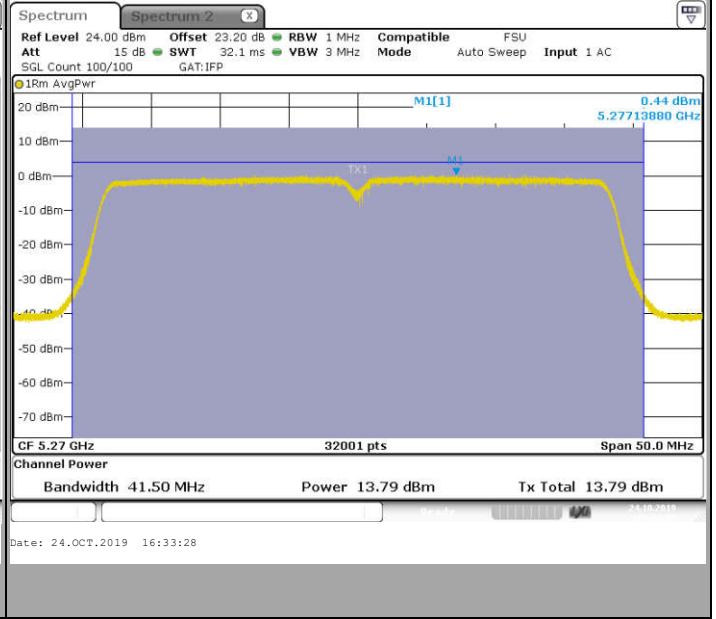 Spectrum Spectrum 2 X
Ref Level 24.00 dBm Offset 23.20 dB RBW 1 MHz Compatible FSU
Att 15 dB SWT 32.1 ms VBW 3 MHz Mode Auto Sweep Input 1 AC
SGL Count 100/100 GAT:IFP
1Rm AvgPwr
M1[1] 0.44 dBm
5.27713880 GHz
20 dBm
10 dBm
M1
TX1
0 dBm
-10 dBm
-20 dBm
-30 dBm
-40 dBm
-50 dBm
-60 dBm
-70 dBm
CF 5.27 GHz 32001 pts Span 50.0 MHz
Channel Power
Bandwidth 41.50 MHz Power 13.79 dBm Tx Total 13.79 dBm
Ready 24.10.2019
Date: 24.OCT.2019 16:33:28